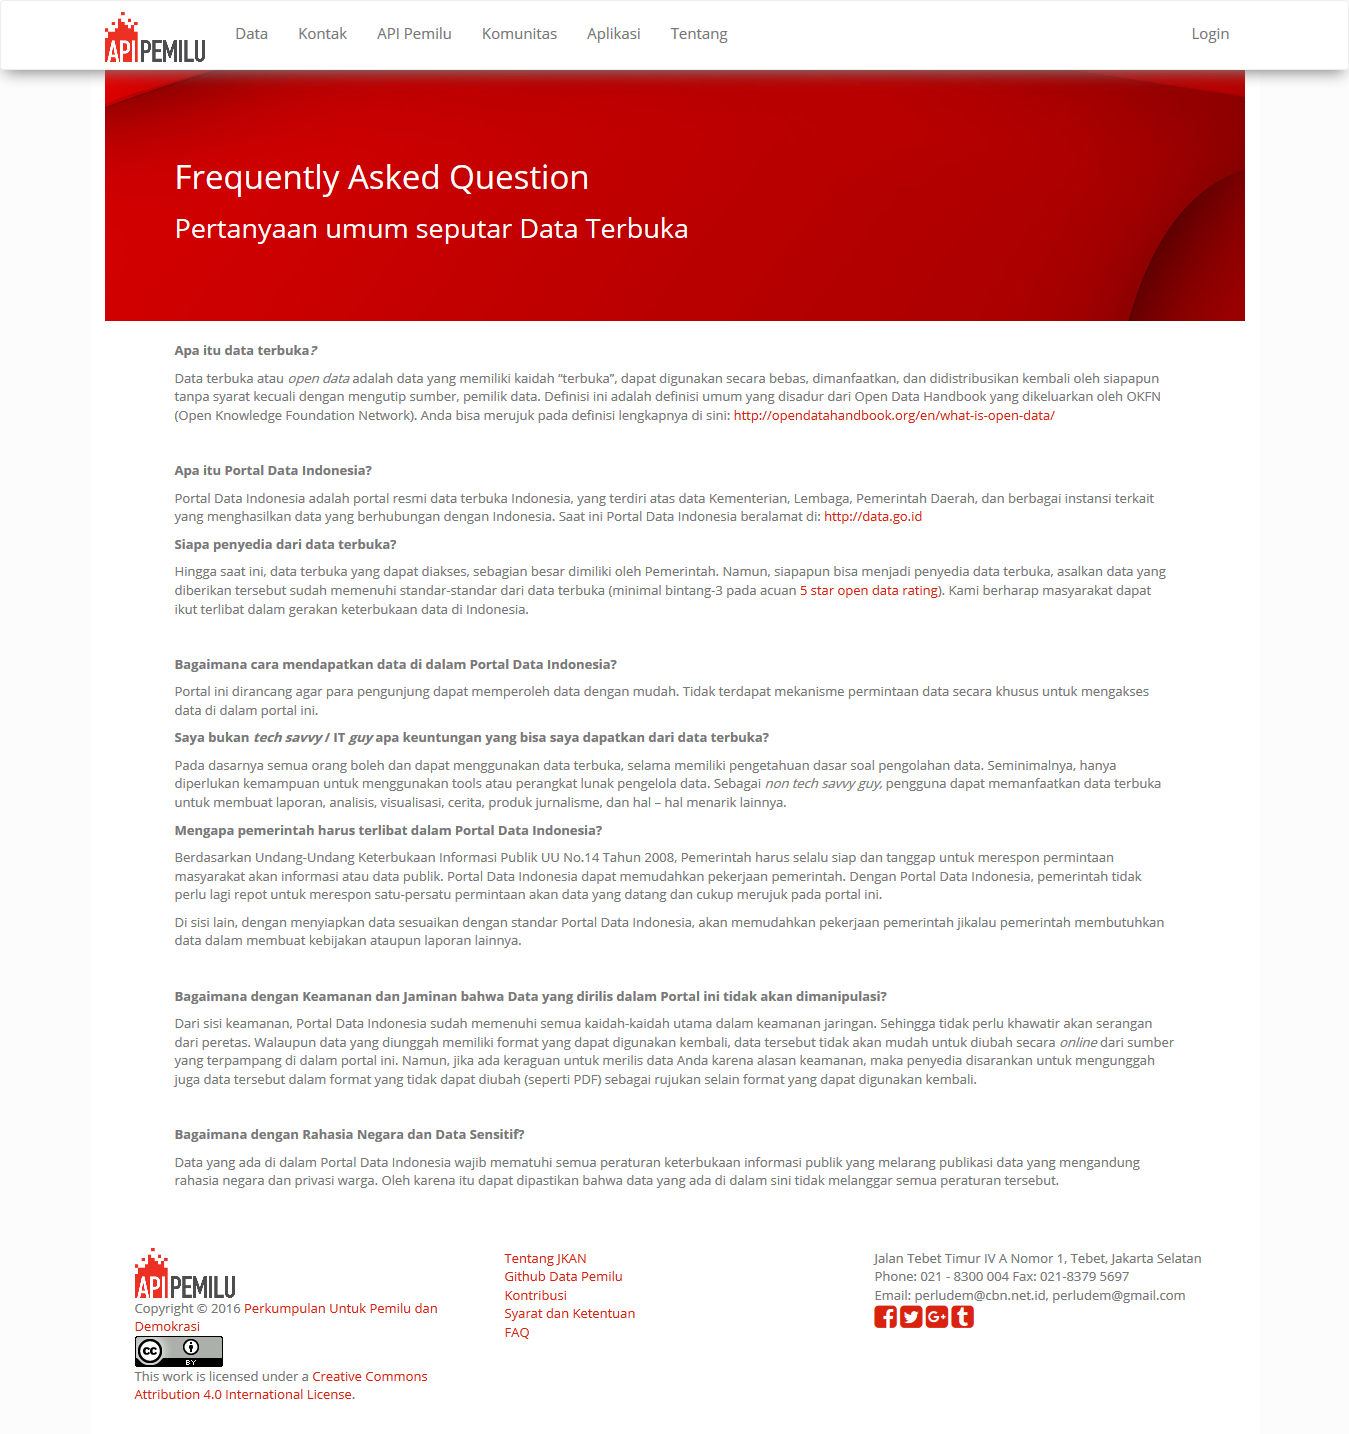 APIPEMILU
Data
Kontak
API Pemilu
Komunitas
Aplikasi
Tentang
Login
Frequently Asked Question
Pertanyaan umum seputar Data Terbuka
Apa itu data terbuka?
Data terbuka atau open data adalah data yang memiliki kaidah “terbuka”, dapat digunakan secara bebas, dimanfaatkan, dan didistribusikan kembali oleh siapapun
tanpa syarat kecuali dengan mengutip sumber, pemilik data. Definisi ini adalah definisi umum yang disadur dari Open Data Handbook yang dikeluarkan oleh OKFN
(Open Knowledge Foundation Network). Anda bisa merujuk pada definisi lengkapnya di sini: http://opendatahandbook.org/en/what-is-open-data/
Apa itu Portal Data Indonesia?
Portal Data Indonesia adalah portal resmi data terbuka Indonesia, yang terdiri atas data Kementerian, Lembaga, Pemerintah Daerah, dan berbagai instansi terkait
yang menghasilkan data yang berhubungan dengan Indonesia. Saat ini Portal Data Indonesia beralamat di: http://data.go.id
Siapa penyedia dari data terbuka?
Hingga saat ini, data terbuka yang dapat diakses, sebagian besar dimiliki oleh Pemerintah. Namun, siapapun bisa menjadi penyedia data terbuka, asalkan data yang
diberikan tersebut sudah memenuhi standar-standar dari data terbuka (minimal bintang-3 pada acuan 5 star open data rating). Kami berharap masyarakat dapat
ikut terlibat dalam gerakan keterbukaan data di Indonesia.
Bagaimana cara mendapatkan data di dalam Portal Data Indonesia?
Portal ini dirancang agar para pengunjung dapat memperoleh data dengan mudah. Tidak terdapat mekanisme permintaan data secara khusus untuk mengakses
data di dalam portal ini.
Saya bukan tech savvy / IT guy apa keuntungan yang bisa saya dapatkan dari data terbuka?
Pada dasarnya semua orang boleh dan dapat menggunakan data terbuka, selama memiliki pengetahuan dasar soal pengolahan data. Seminimalnya, hanya
diperlukan kemampuan untuk menggunakan tools atau perangkat lunak pengelola data. Sebagai non tech savvy guy, pengguna dapat memanfaatkan data terbuka
untuk membuat laporan, analisis, visualisasi, cerita, produk jurnalisme, dan hal – hal menarik lainnya.
Mengapa pemerintah harus terlibat dalam Portal Data Indonesia?
Berdasarkan Undang-Undang Keterbukaan Informasi Publik UU No.14 Tahun 2008, Pemerintah harus selalu siap dan tanggap untuk merespon permintaan
masyarakat akan informasi atau data publik. Portal Data Indonesia dapat memudahkan pekerjaan pemerintah. Dengan Portal Data Indonesia, pemerintah tidak
perlu lagi repot untuk merespon satu-persatu permintaan akan data yang datang dan cukup merujuk pada portal ini.
Di sisi lain, dengan menyiapkan data sesuaikan dengan standar Portal Data Indonesia, akan memudahkan pekerjaan pemerintah jikalau pemerintah membutuhkan
data dalam membuat kebijakan ataupun laporan lainnya.
Bagaimana dengan Keamanan dan Jaminan bahwa Data yang dirilis dalam Portal ini tidak akan dimanipulasi?
Dari sisi keamanan, Portal Data Indonesia sudah memenuhi semua kaidah-kaidah utama dalam keamanan jaringan. Sehingga tidak perlu khawatir akan serangan
dari peretas. Walaupun data yang diunggah memiliki format yang dapat digunakan kembali, data tersebut tidak akan mudah untuk diubah secara online dari sumber
yang terpampang di dalam portal ini. Namun, jika ada keraguan untuk merilis data Anda karena alasan keamanan, maka penyedia disarankan untuk mengunggah
juga data tersebut dalam format yang tidak dapat diubah (seperti PDF) sebagai rujukan selain format yang dapat digunakan kembali.
Bagaimana dengan Rahasia Negara dan Data Sensitif?
Data yang ada di dalam Portal Data Indonesia wajib mematuhi semua peraturan keterbukaan informasi publik yang melarang publikasi data yang mengandung
rahasia negara dan privasi warga. Oleh karena itu dapat dipastikan bahwa data yang ada di dalam sini tidak melanggar semua peraturan tersebut.
APIPEMILU
Copyright © 2016 Perkumpulan Untuk Pemilu dan
Demokrasi
cc BY
This work is licensed under a Creative Commons
Attribution 4.0 International License.
Tentang JKAN
Github Data Pemilu
Kontribusi
Syarat dan Ketentuan
FAQ
Jalan Tebet Timur IV A Nomor 1, Tebet, Jakarta Selatan
Phone: 021 - 8300 004 Fax: 021-8379 5697
Email: perludem@cbn.net.id, perludem@gmail.com